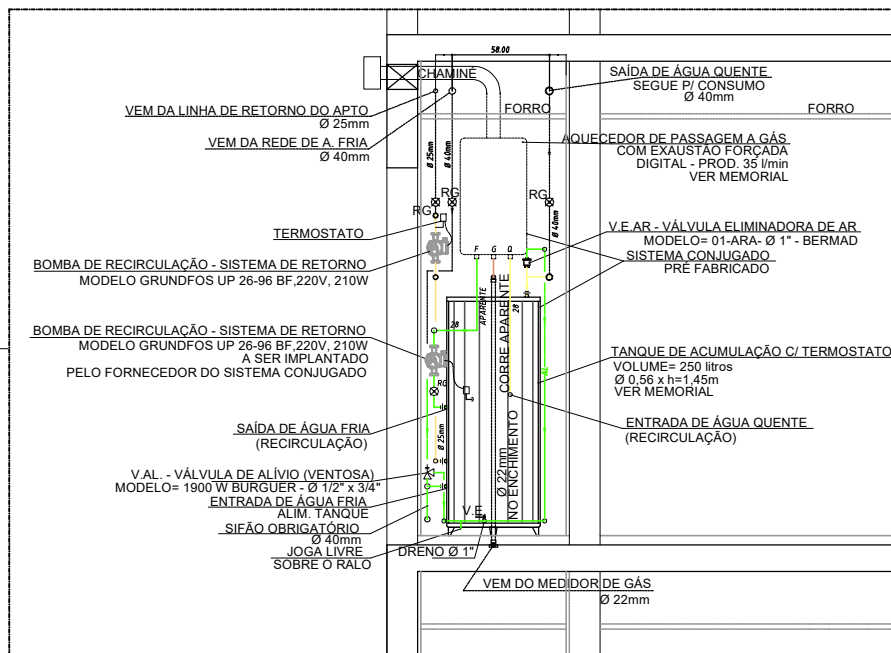 58.00
CHAMINÉ
SAÍDA DE ÁGUA QUENTE
SEGUE P/ CONSUMO
Ø 40mm
VEM DA LINHA DE RETORNO DO APTO
Ø 25mm
FORRO
FORRO
VEM DA REDE DE A. FRIA
Ø 40mm
AQUECEDOR DE PASSAGEM A GÁS
COM EXAUSTÃO FORÇADA
DIGITAL - PROD. 35 l/min
VER MEMORIAL
Ø 25mm
Ø 40mm
RG
RG
RG
TERMOSTATO
Ø 40mm
V.E.AR - VÁLVULA ELIMINADORA DE AR
MODELO= 01-ARA- Ø 1" - BERMAD
F
G
Q
SISTEMA CONJUGADO
PRÉ FABRICADO
BOMBA DE RECIRCULAÇÃO - SISTEMA DE RETORNO
MODELO GRUNDFOS UP 26-96 BF,220V, 210W
APARENTE
28
28
BOMBA DE RECIRCULAÇÃO - SISTEMA DE RETORNO
MODELO GRUNDFOS UP 26-96 BF,220V, 210W
A SER IMPLANTADO
PELO FORNECEDOR DO SISTEMA CONJUGADO
TANQUE DE ACUMULAÇÃO C/ TERMOSTATO
VOLUME= 250 litros
Ø 0,56 x h=1,45m
VER MEMORIAL
RG
CORRE APARENTE
NO ENCHIMENTO
Ø 22mm
SAÍDA DE ÁGUA FRIA
(RECIRCULAÇÃO)
Ø 25mm
ENTRADA DE ÁGUA QUENTE
(RECIRCULAÇÃO)
V.AL. - VÁLVULA DE ALÍVIO (VENTOSA)
MODELO= 1900 W BURGUER - Ø 1/2" x 3/4"
ENTRADA DE ÁGUA FRIA
ALIM. TANQUE
V.E.
SIFÃO OBRIGATÓRIO
Ø 40mm
JOGA LIVRE
SOBRE O RALO
DRENO Ø 1"
VEM DO MEDIDOR DE GÁS
Ø 22mm